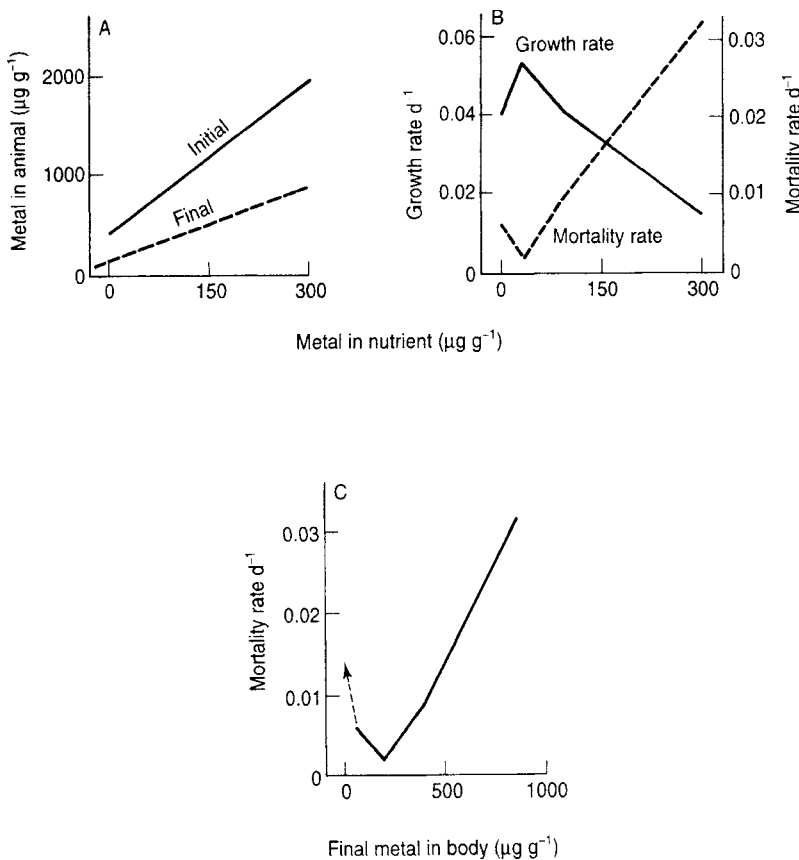 A
Metal in animal (μg g⁻¹)
2000
1000
0
Initial
Final
0 150 300
B
Growth rate d⁻¹
0.06
0.04
0.02
0
Growth rate
Mortality rate
0.03
0.02
0.01
0
Mortality rate d⁻¹
0 150 300
Metal in nutrient (μg g⁻¹)
C
Mortality rate d⁻¹
0.03
0.02
0.01
0
0 500 1000
Final metal in body (μg g⁻¹)